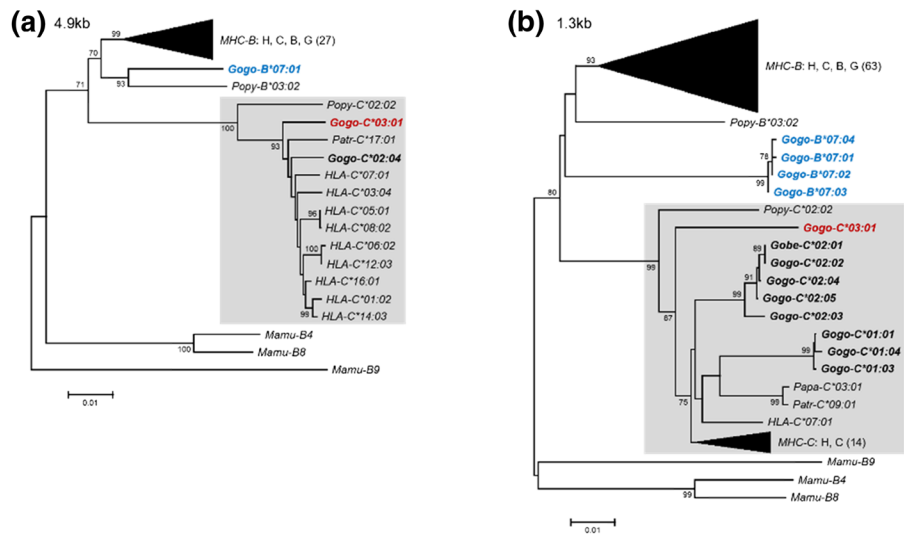 (a) 4.9kb
99
MHC-B: H, C, B, G (27)
70
Gogo-B*07:01
71
93
Popy-B*03:02
Popy-C*02:02
100
Gogo-C*03:01
93
Patr-C*17:01
Gogo-C*02:04
HLA-C*07:01
HLA-C*03:04
96
HLA-C*05:01
HLA-C*08:02
100
HLA-C*06:02
HLA-C*12:03
HLA-C*16:01
HLA-C*01:02
99
HLA-C*14:03
Mamu-B4
100
Mamu-B8
Mamu-B9
0.01
(b) 1.3kb
93
MHC-B: H, C, B, G (63)
Popy-B*03:02
Gogo-B*07:04
78
Gogo-B*07:01
Gogo-B*07:02
99
Gogo-B*07:03
80
Popy-C*02:02
Gogo-C*03:01
99
89
Gobe-C*02:01
Gogo-C*02:02
91
Gogo-C*02:04
99
Gogo-C*02:05
87
Gogo-C*02:03
Gogo-C*01:01
99
Gogo-C*01:04
Gogo-C*01:03
Papa-C*03:01
75
99
Patr-C*09:01
HLA-C*07:01
MHC-C: H, C (14)
Mamu-B9
Mamu-B4
99
Mamu-B8
0.01